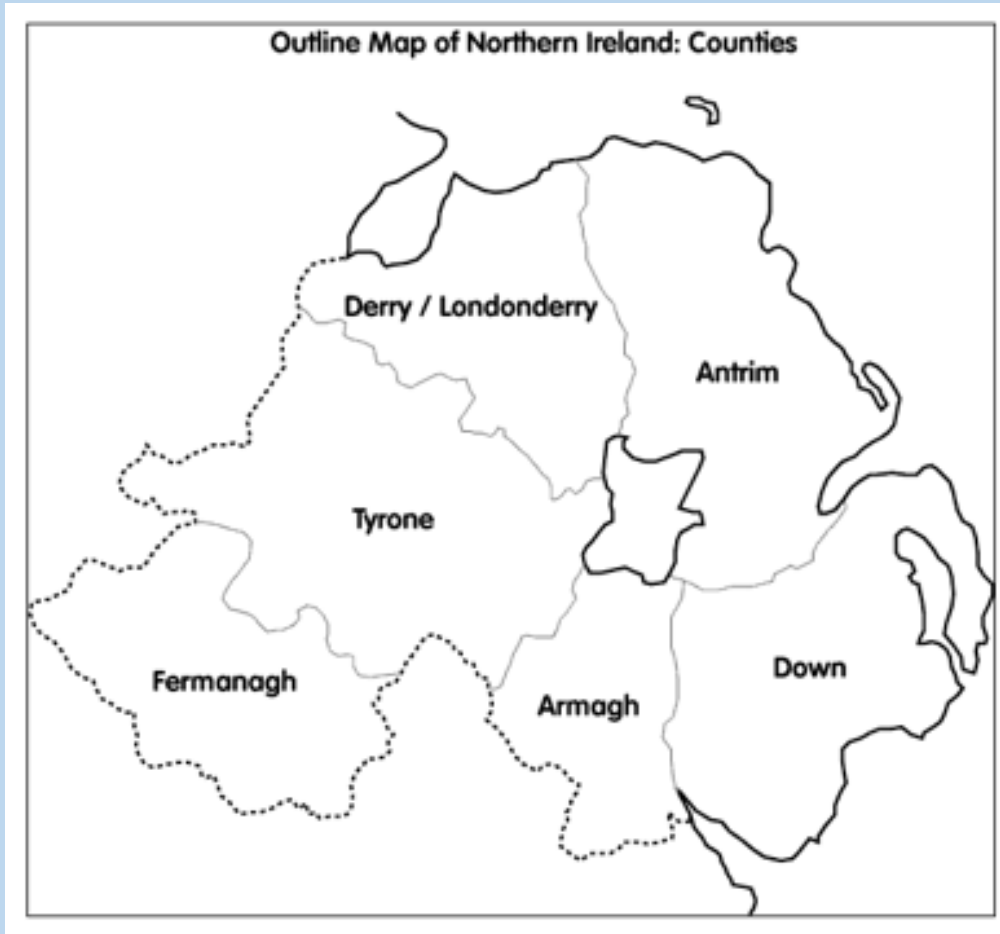 Outline Map of Northern Ireland: Counties
Derry / Londonderry
Antrim
Tyrone
Fermanagh
Down
Armagh